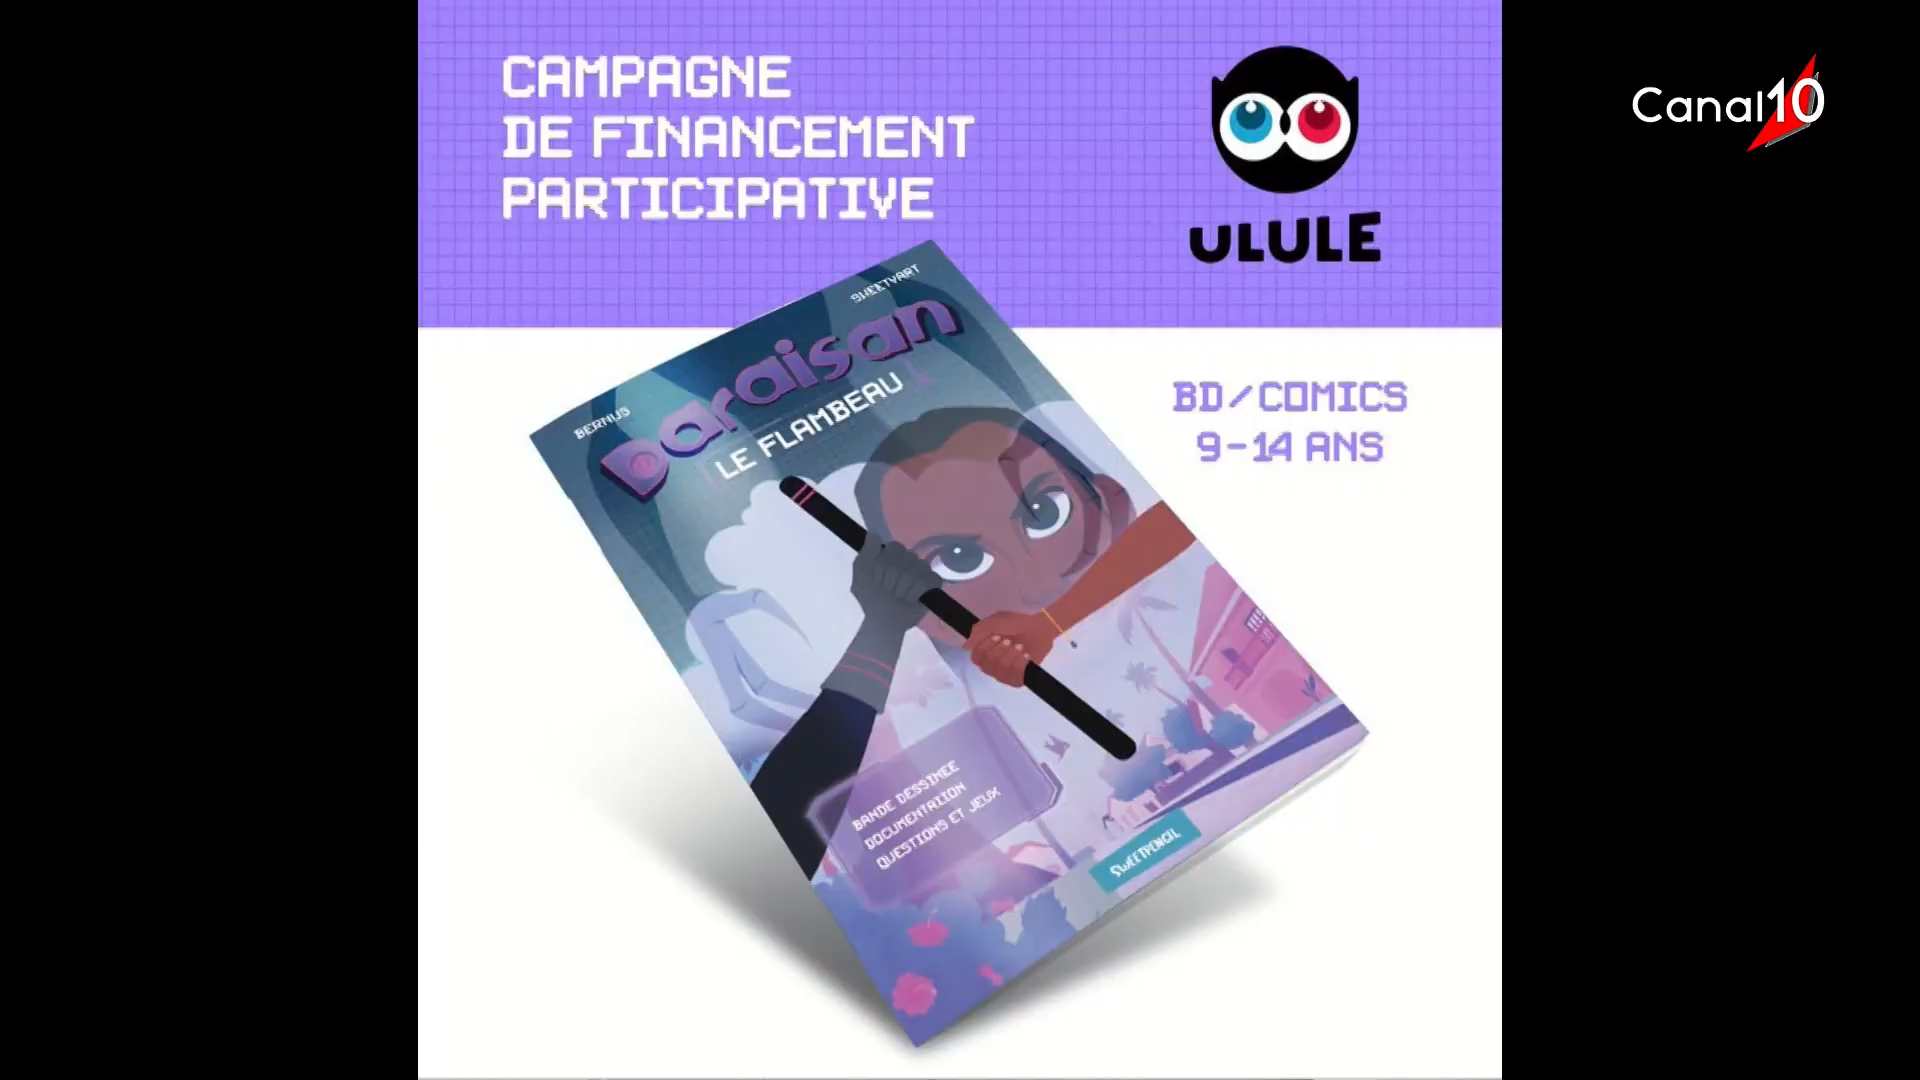 CAMPAGNE
DE FINANCEMENT
PARTICIPATIVE
ULULE
Canal10
BD/COMICS
9-14 ANS
BERNUS
SWEETYART
Paraisan
LE FLAMBEAU
BANDE DESSINEE
DOCUMENTATION
QUESTIONS ET JEUX
SWEETPENCIL